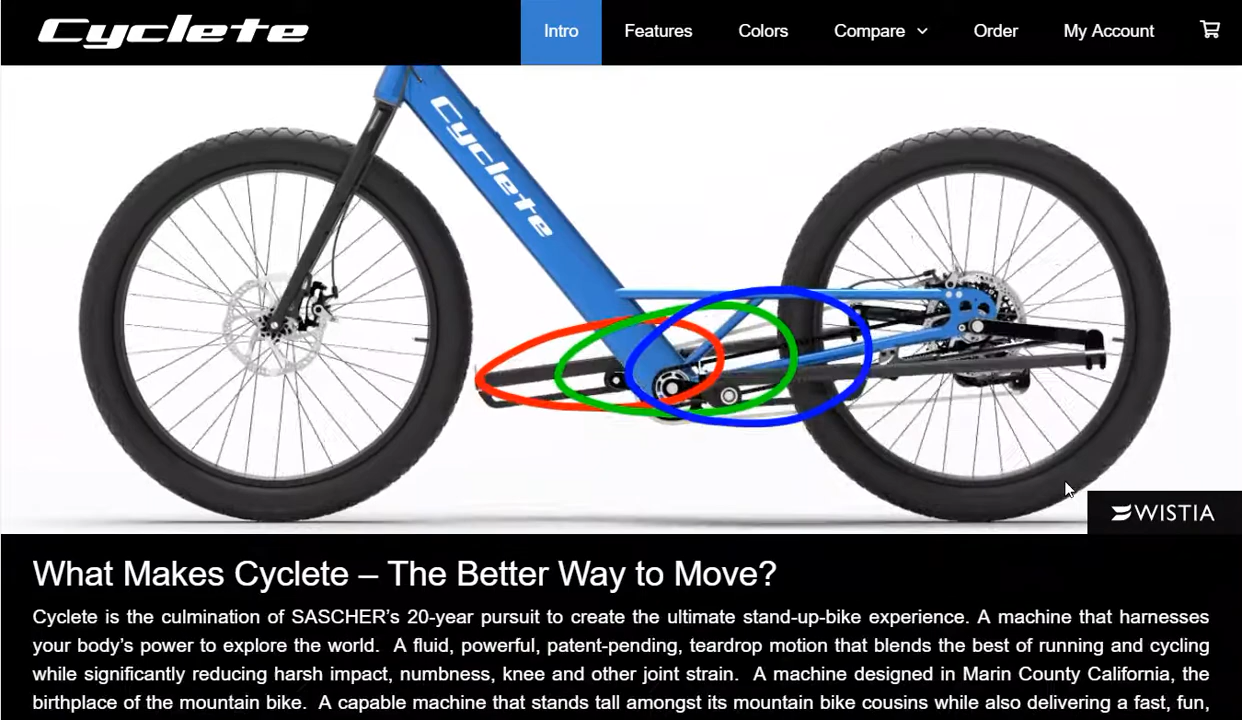 Cyclete
Intro Features Colors Compare Order My Account
Cyclete
WISTIA
What Makes Cyclete – The Better Way to Move?
Cyclete is the culmination of SASCHER’s 20-year pursuit to create the ultimate stand-up-bike experience. A machine that harnesses
your body’s power to explore the world.  A fluid, powerful, patent-pending, teardrop motion that blends the best of running and cycling
while significantly reducing harsh impact, numbness, knee and other joint strain.  A machine designed in Marin County California, the
birthplace of the mountain bike.  A capable machine that stands tall amongst its mountain bike cousins while also delivering a fast, fun,